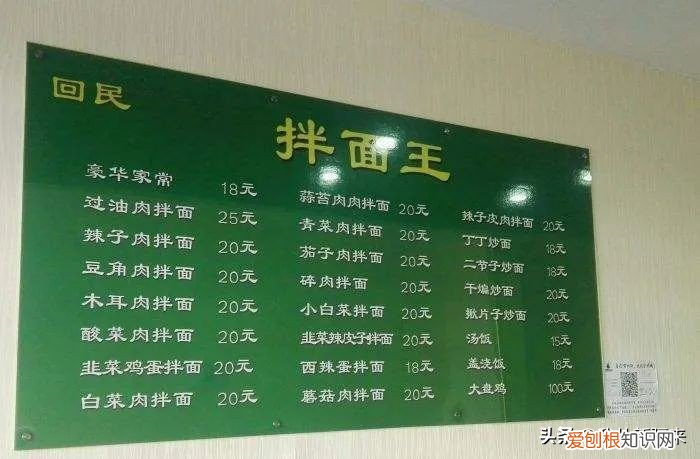 回民
拌面王
豪华家常 18元
过油肉拌面 25元
辣子肉拌面 20元
豆角肉拌面 20元
木耳肉拌面 20元
酸菜肉拌面 20元
韭菜鸡蛋拌面 20元
白菜肉拌面 20元
蒜苔肉肉拌面 20元
青菜肉拌面 20元
茄子肉拌面 20元
碎肉拌面 20元
小白菜拌面 20元
韭菜辣皮子拌面 20元
西辣蛋拌面 18元
蘑菇肉拌面 20元
辣子皮肉拌面 20元
丁丁炒面 18元
二节子炒面 18元
干煸炒面 20元
揪片子炒面 20元
汤饭 15元
盖浇饭 18元
大盘鸡 100元
爱刨根知识网